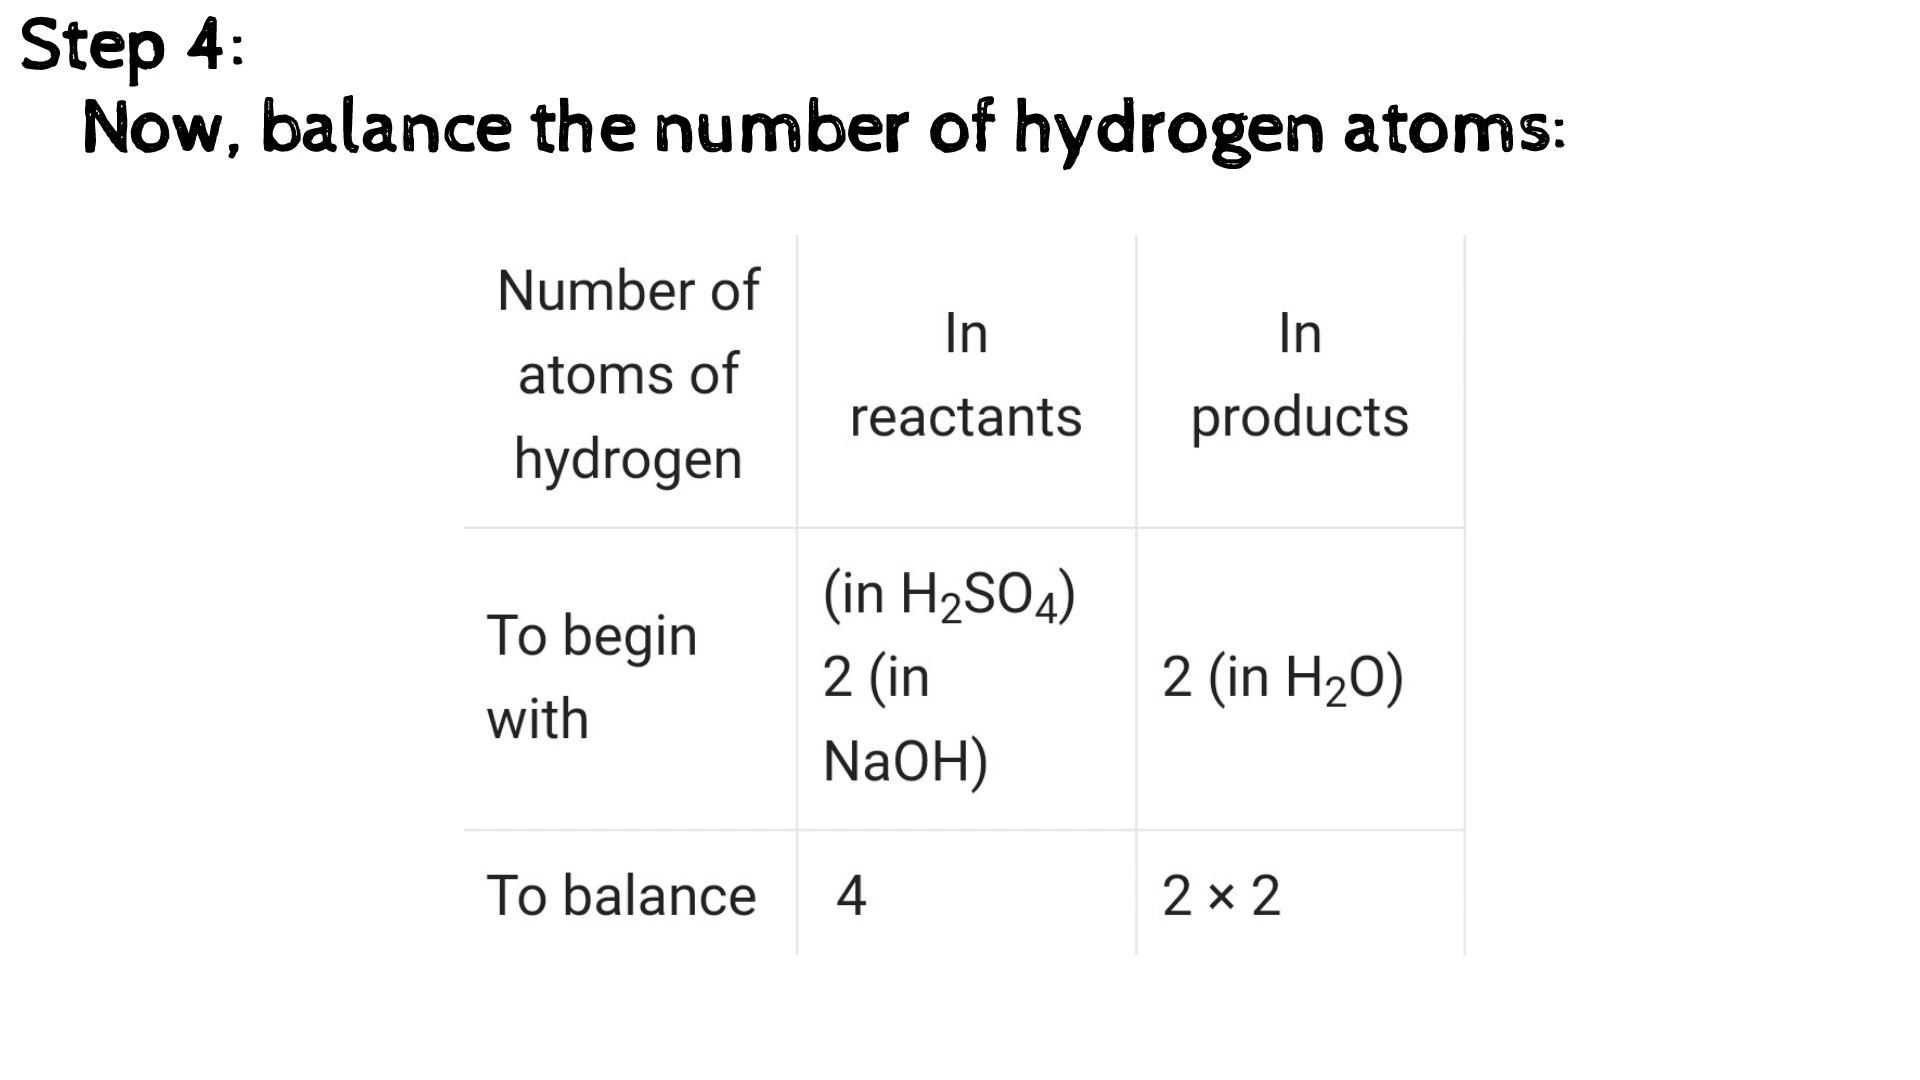 Step 4:
Now, balance the number of hydrogen atoms:
Number of
atoms of
hydrogen
In
reactants
In
products
To begin
with
(in H₂SO₄)
2 (in
NaOH)
2 (in H₂O)
To balance
4
2 × 2